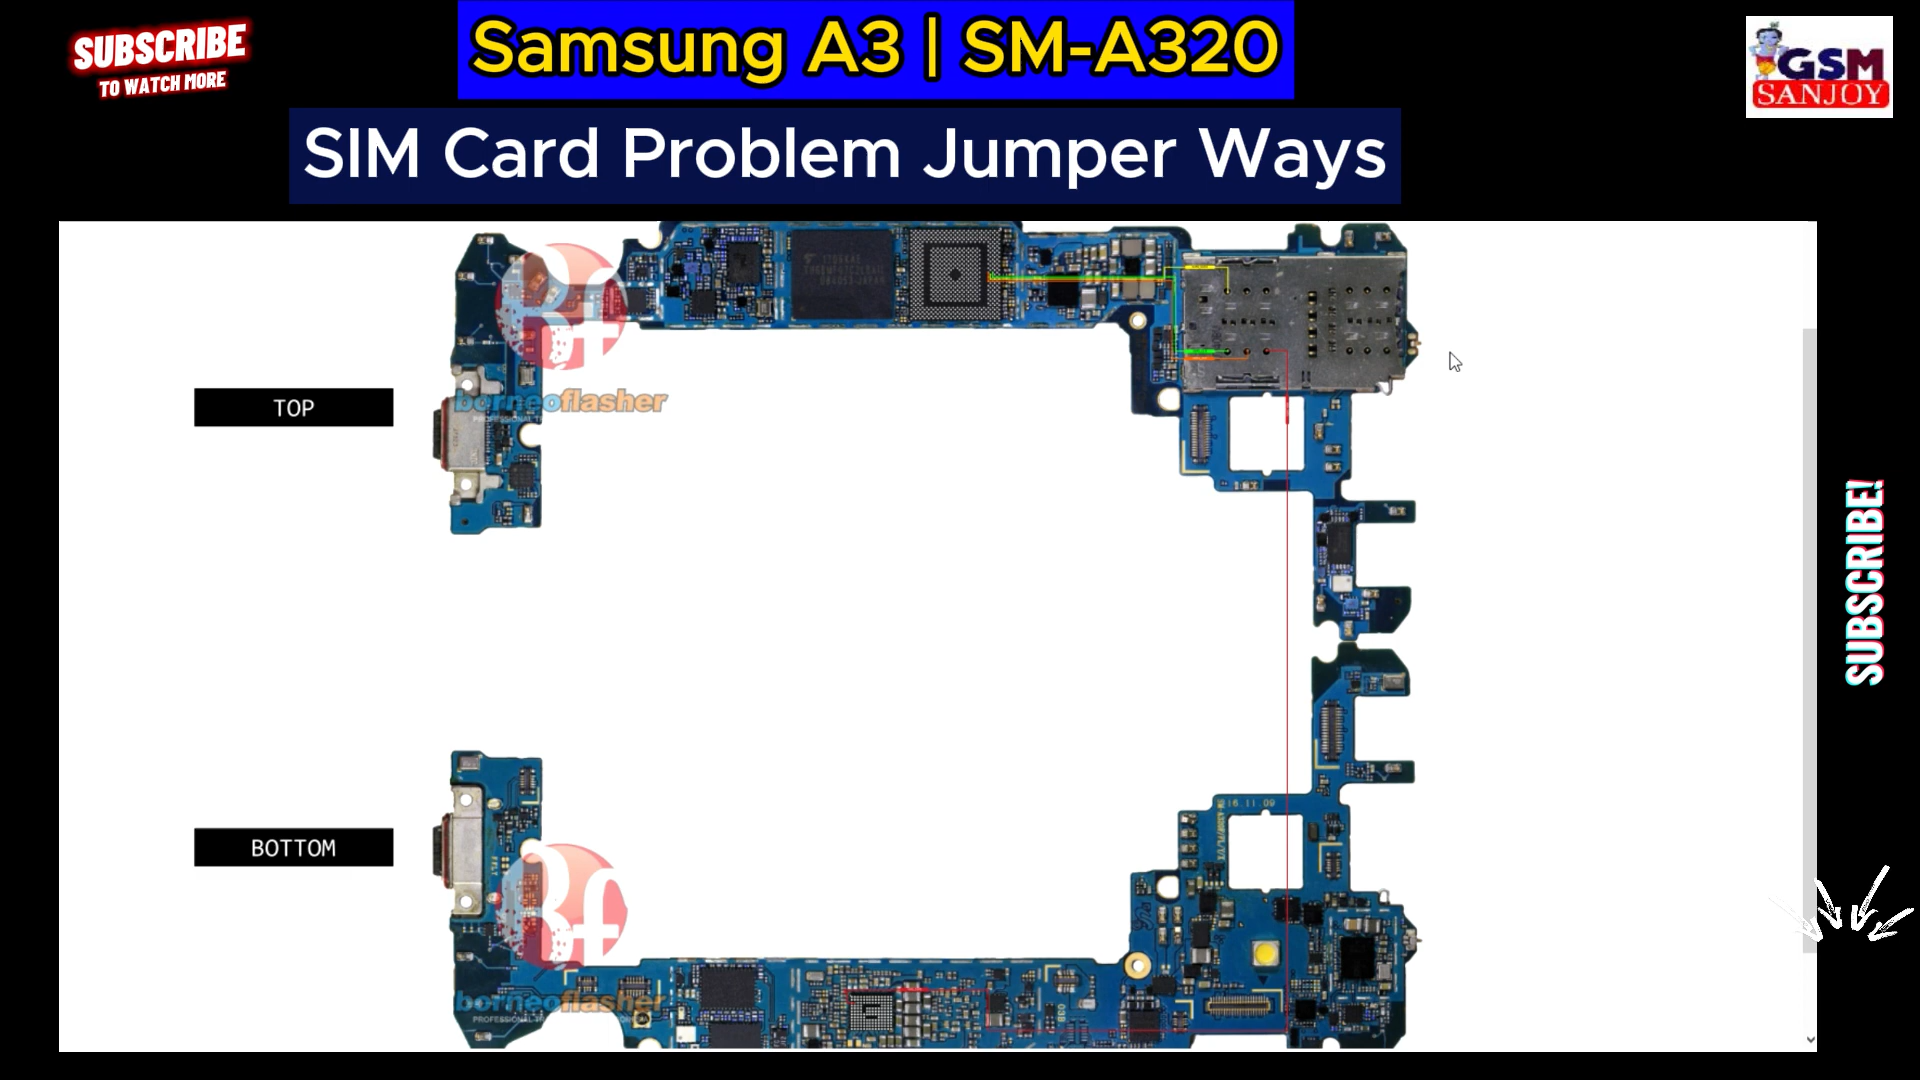 SUBSCRIBE
TO WATCH MORE
Samsung A3 | SM-A320
GSM
SANJOY
SIM Card Problem Jumper Ways
borneoflasher
TOP
SUBSCRIBE!
BOTTOM
borneoflasher